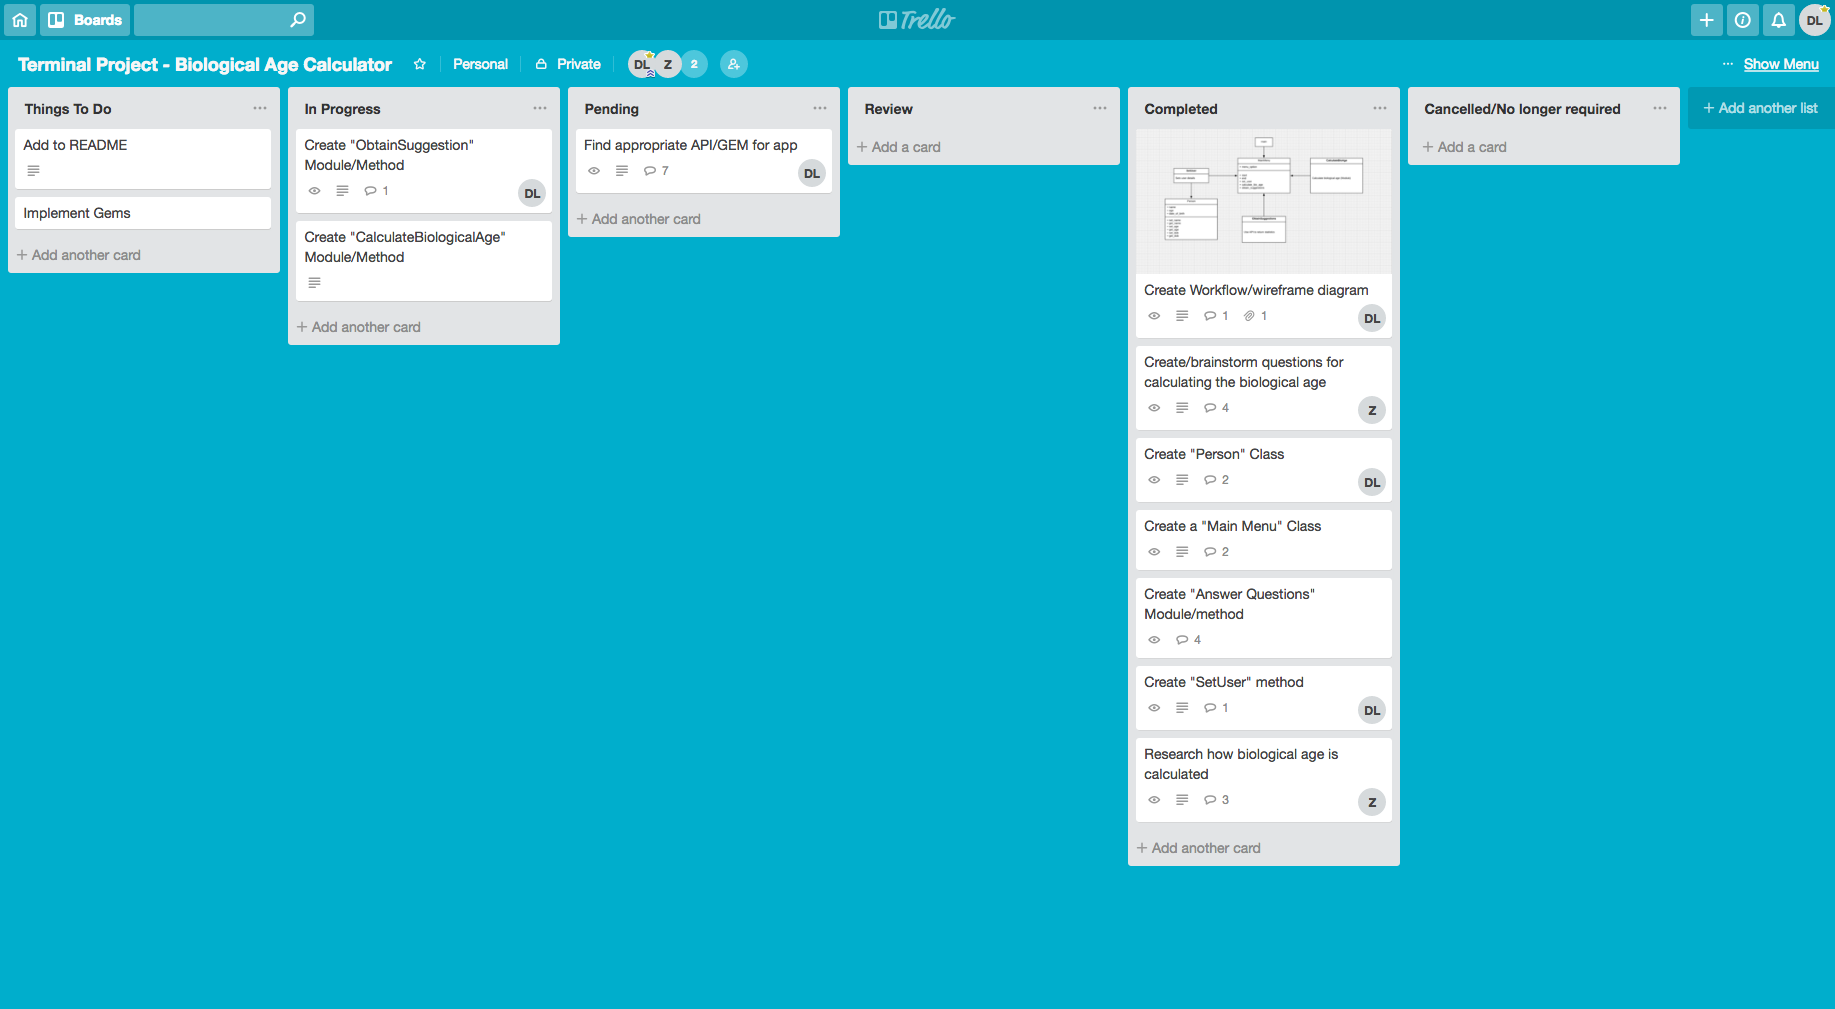 Boards
Trello
DL
Terminal Project - Biological Age Calculator
Personal
Private
DL
Z
2
Show Menu
Things To Do
Add to README
Implement Gems
+ Add another card
In Progress
Create "ObtainSuggestion"
Module/Method
1
DL
Create "CalculateBiologicalAge"
Module/Method
+ Add another card
Pending
Find appropriate API/GEM for app
7
DL
+ Add another card
Review
+ Add a card
Completed
Create Workflow/wireframe diagram
1 1
DL
Create/brainstorm questions for
calculating the biological age
4
Z
Create "Person" Class
2
DL
Create a "Main Menu" Class
2
Create "Answer Questions"
Module/method
4
Create "SetUser" method
1
DL
Research how biological age is
calculated
3
Z
+ Add another card
Cancelled/No longer required
+ Add a card
+ Add another list